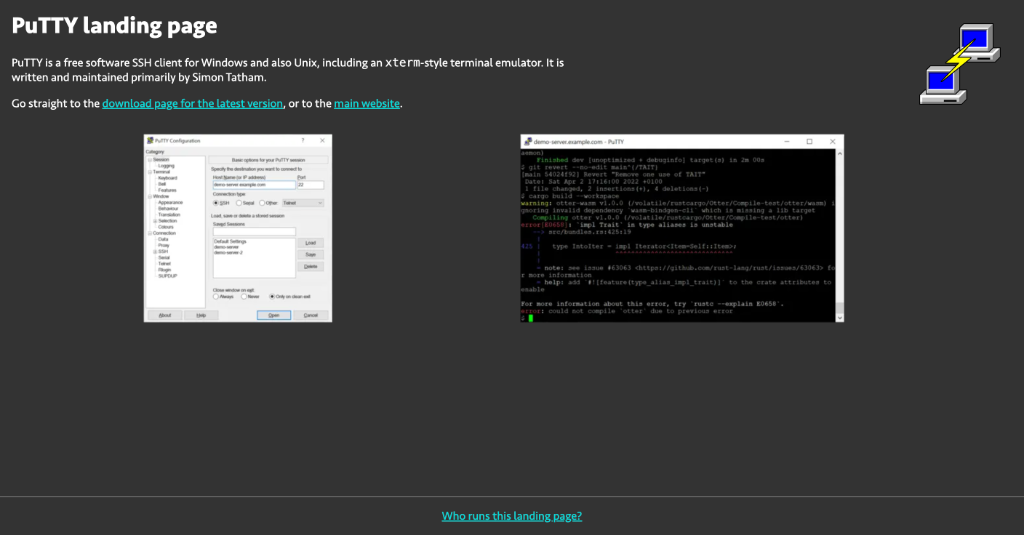 PuTTY landing page
PuTTY is a free software SSH client for Windows and also Unix, including an xterm-style terminal emulator. It is
written and maintained primarily by Simon Tatham.
Go straight to the download page for the latest version, or to the main website.
PuTTY Configuration
Category:
Session
Logging
Terminal
Keyboard
Bell
Features
Window
Appearance
Behaviour
Translation
Selection
Colours
Connection
Data
Proxy
SSH
Serial
Telnet
Rlogin
SUPDUP
Basic options for your PuTTY session
Specify the destination you want to connect to
Host Name (or IP address) Port
demo-server.example.com 22
Connection type:
SSH Serial Other: Telnet
Load, save or delete a stored session
Saved Sessions
Default Settings
demo-server
demo-server-2
Load
Save
Delete
Close window on exit:
Always Never Only on clean exit
About Help Open Cancel
demo-server.example.com - PuTTY
aemon)
Finished dev [unoptimized + debuginfo] target(s) in 2m 00s
$ git revert --no-edit main^{/TAIT}
[main 54024f92] Revert "Remove one use of TAIT"
Date: Sat Apr 2 17:16:00 2022 +0100
1 file changed, 2 insertions(+), 4 deletions(-)
$ cargo build --workspace
warning: otter-wasm v1.0.0 (/volatile/rustcargo/Otter/Compile-test/otter/wasm) i
gnoring invalid dependency `wasm-bindgen-cli` which is missing a lib target
Compiling otter v1.0.0 (/volatile/rustcargo/Otter/Compile-test/otter)
error[E0658]: `impl Trait` in type aliases is unstable
--> src/bundles.rs:425:19
|
425 | type IntoIter = impl Iterator<Item=Self::Item>;
| ^^^^^^^^^^^^^^^^^^^^^^^^^^^^^^
|
= note: see issue #63063 <https://github.com/rust-lang/rust/issues/63063> fo
r more information
= help: add `#![feature(type_alias_impl_trait)]` to the crate attributes to
enable
For more information about this error, try `rustc --explain E0658`.
error: could not compile `otter` due to previous error
$
Who runs this landing page?